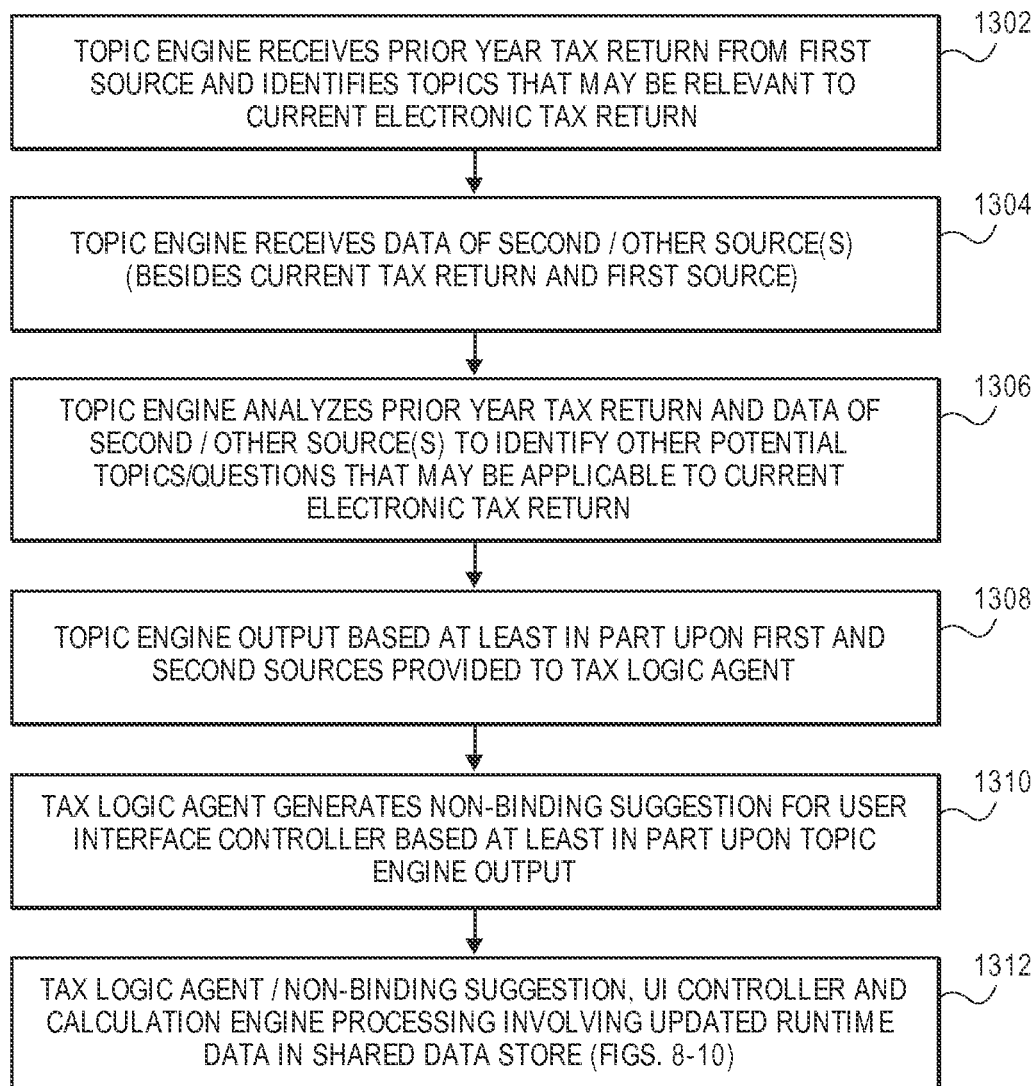 1302
TOPIC ENGINE RECEIVES PRIOR YEAR TAX RETURN FROM FIRST
SOURCE AND IDENTIFIES TOPICS THAT MAY BE RELEVANT TO
CURRENT ELECTRONIC TAX RETURN
1304
TOPIC ENGINE RECEIVES DATA OF SECOND / OTHER SOURCE(S)
(BESIDES CURRENT TAX RETURN AND FIRST SOURCE)
1306
TOPIC ENGINE ANALYZES PRIOR YEAR TAX RETURN AND DATA OF
SECOND / OTHER SOURCE(S) TO IDENTIFY OTHER POTENTIAL
TOPICS/QUESTIONS THAT MAY BE APPLICABLE TO CURRENT
ELECTRONIC TAX RETURN
1308
TOPIC ENGINE OUTPUT BASED AT LEAST IN PART UPON FIRST AND
SECOND SOURCES PROVIDED TO TAX LOGIC AGENT
1310
TAX LOGIC AGENT GENERATES NON-BINDING SUGGESTION FOR USER
INTERFACE CONTROLLER BASED AT LEAST IN PART UPON TOPIC
ENGINE OUTPUT
1312
TAX LOGIC AGENT / NON-BINDING SUGGESTION, UI CONTROLLER AND
CALCULATION ENGINE PROCESSING INVOLVING UPDATED RUNTIME
DATA IN SHARED DATA STORE (FIGS. 8-10)